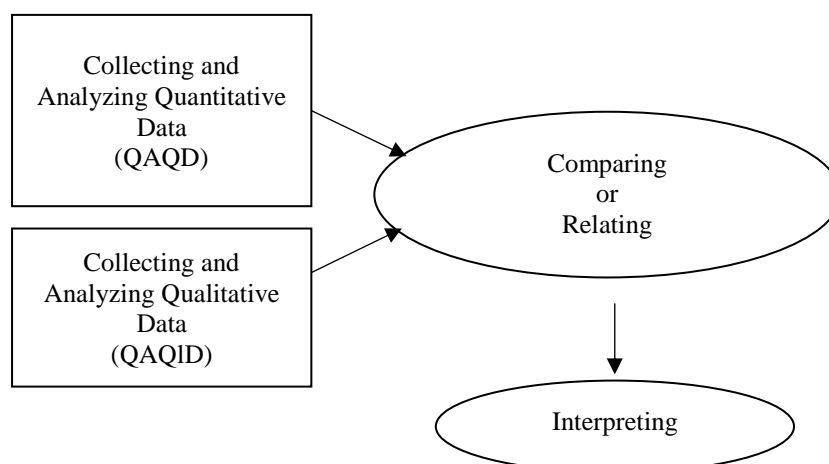 Collecting and
Analyzing Quantitative
Data
(QAQD)
Collecting and
Analyzing Qualitative
Data
(QAQlD)
Comparing
or
Relating
Interpreting